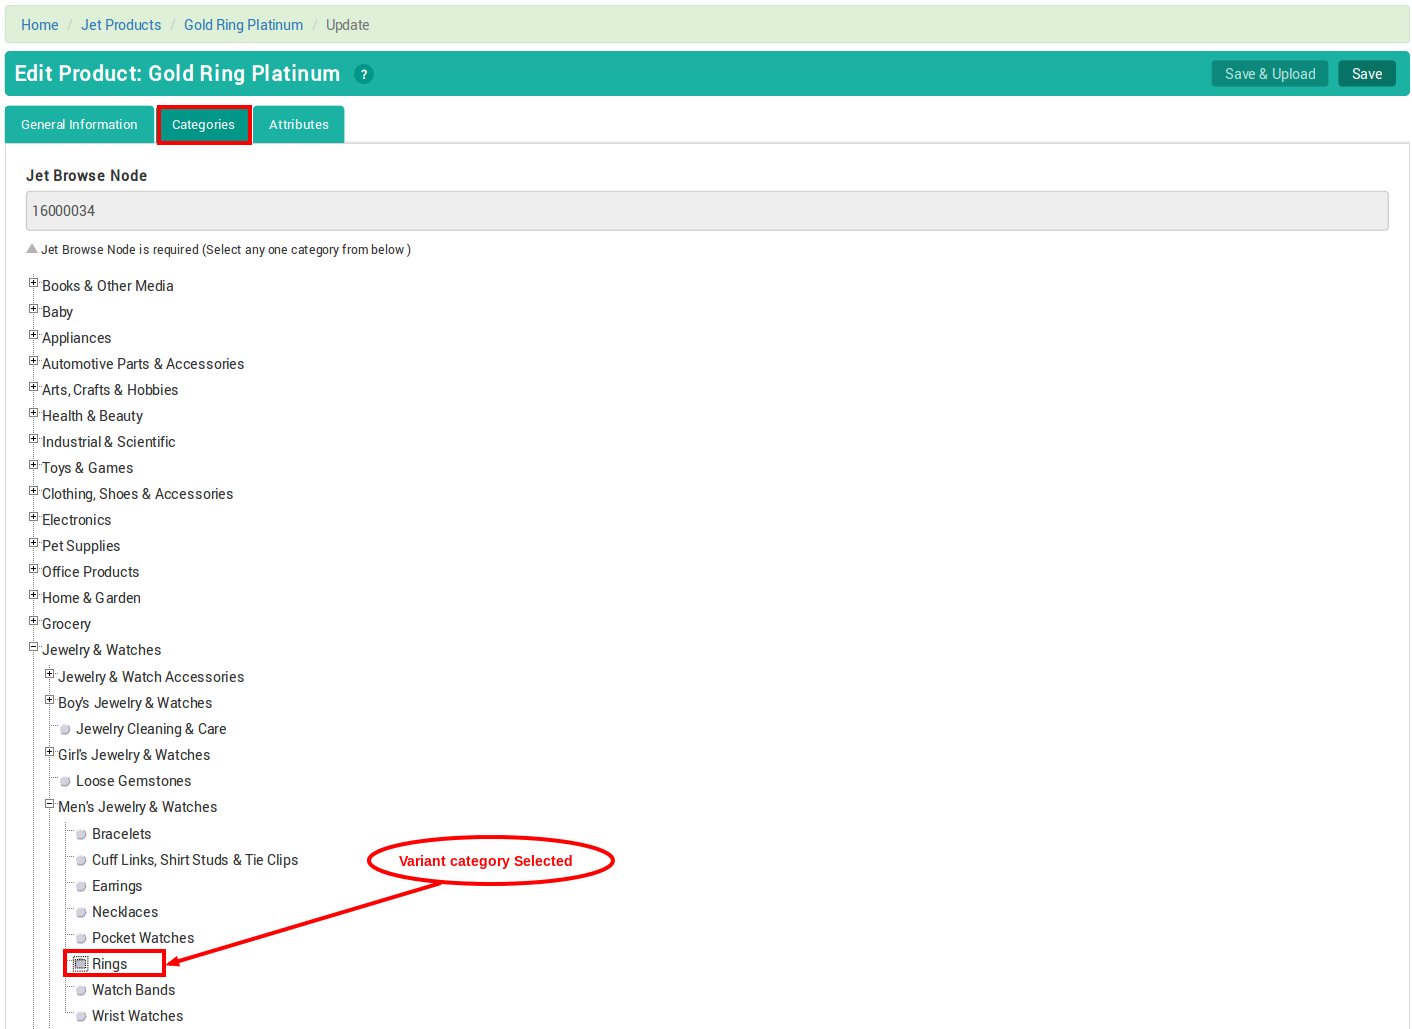 Home / Jet Products / Gold Ring Platinum / Update
Edit Product: Gold Ring Platinum ? Save & Upload Save
General Information Categories Attributes
Jet Browse Node
16000034
Jet Browse Node is required (Select any one category from below )
Books & Other Media
Baby
Appliances
Automotive Parts & Accessories
Arts, Crafts & Hobbies
Health & Beauty
Industrial & Scientific
Toys & Games
Clothing, Shoes & Accessories
Electronics
Pet Supplies
Office Products
Home & Garden
Grocery
Jewelry & Watches
Jewelry & Watch Accessories
Boy's Jewelry & Watches
Jewelry Cleaning & Care
Girl's Jewelry & Watches
Loose Gemstones
Men's Jewelry & Watches
Bracelets
Cuff Links, Shirt Studs & Tie Clips
Variant category Selected
Earrings
Necklaces
Pocket Watches
Rings
Watch Bands
Wrist Watches